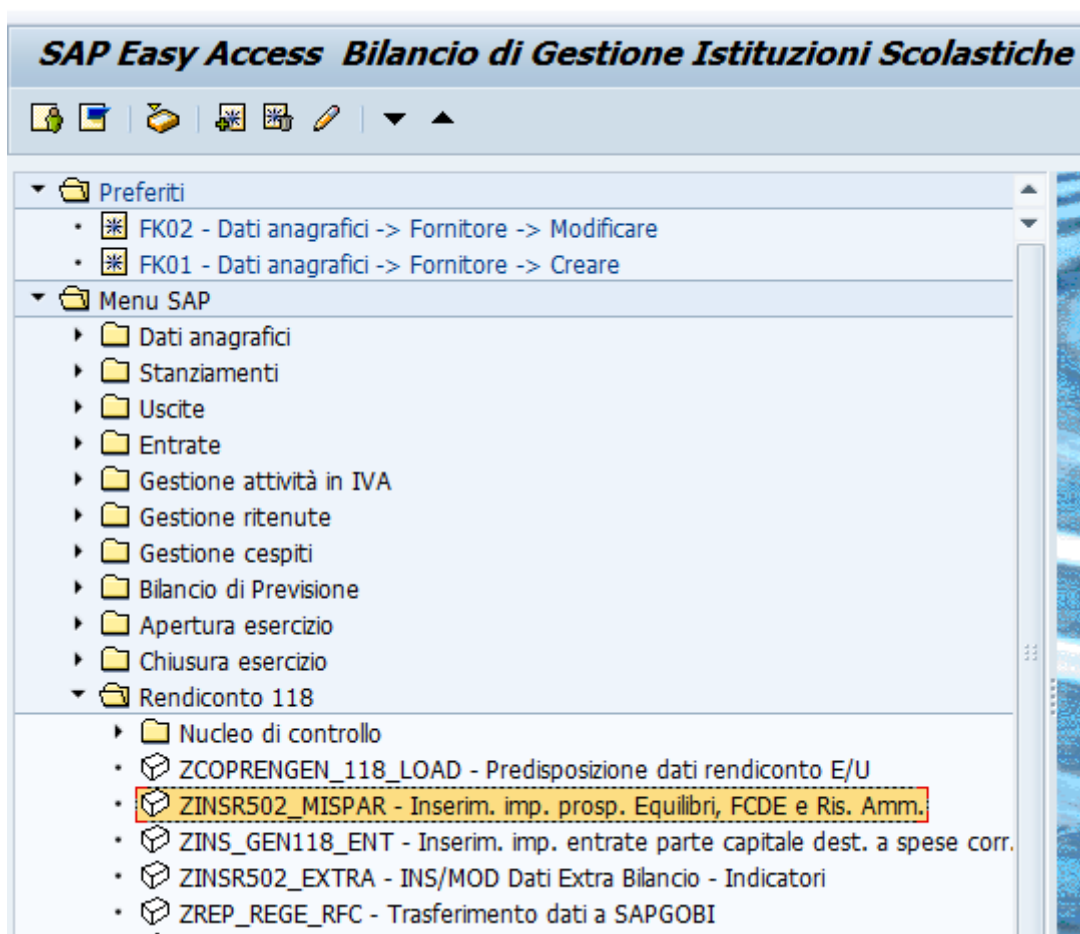 SAP Easy Access Bilancio di Gestione Istituzioni Scolastiche
Preferiti
FK02 - Dati anagrafici -> Fornitore -> Modificare
FK01 - Dati anagrafici -> Fornitore -> Creare
Menu SAP
Dati anagrafici
Stanziamenti
Uscite
Entrate
Gestione attività in IVA
Gestione ritenute
Gestione cespiti
Bilancio di Previsione
Apertura esercizio
Chiusura esercizio
Rendiconto 118
Nucleo di controllo
ZCOPRENGEN_118_LOAD - Predisposizione dati rendiconto E/U
ZINSR502_MISPAR - Inserim. imp. prosp. Equilibri, FCDE e Ris. Amm.
ZINS_GEN118_ENT - Inserim. imp. entrate parte capitale dest. a spese corr.
ZINSR502_EXTRA - INS/MOD Dati Extra Bilancio - Indicatori
ZREP_REGE_RFC - Trasferimento dati a SAPGOBI